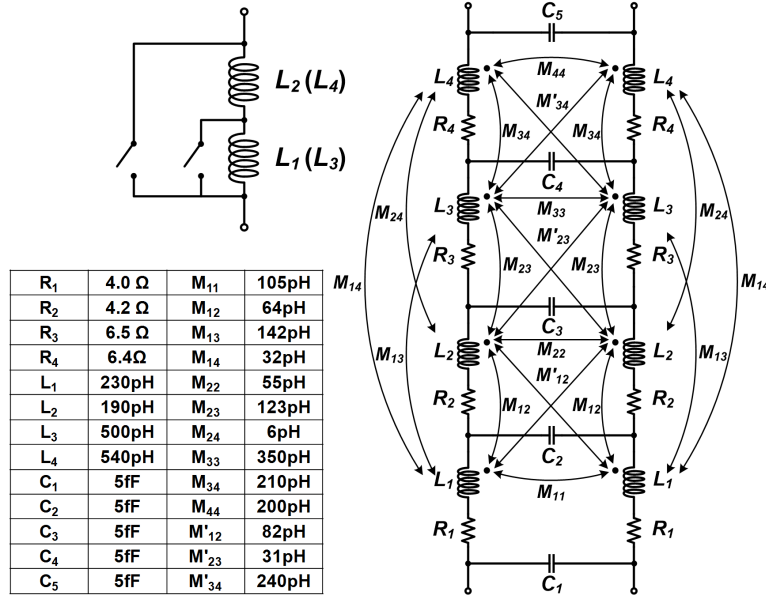 L2 (L4)
L1 (L3)
R1 4.0 Ω M11 105pH
R2 4.2 Ω M12 64pH
R3 6.5 Ω M13 142pH
R4 6.4Ω M14 32pH
L1 230pH M22 55pH
L2 190pH M23 123pH
L3 500pH M24 6pH
L4 540pH M33 350pH
C1 5fF M34 210pH
C2 5fF M44 200pH
C3 5fF M'12 82pH
C4 5fF M'23 31pH
C5 5fF M'34 240pH
C5
L4 M44 L4
M'34
R4 M34 M34 R4
C4
L3 M33 L3
M24 M'23 M24
R3 M23 M23 R3
M14 M14
C3
L2 M22 L2
M13 M'12 M13
R2 M12 M12 R2
C2
L1 M11 L1
R1 R1
C1